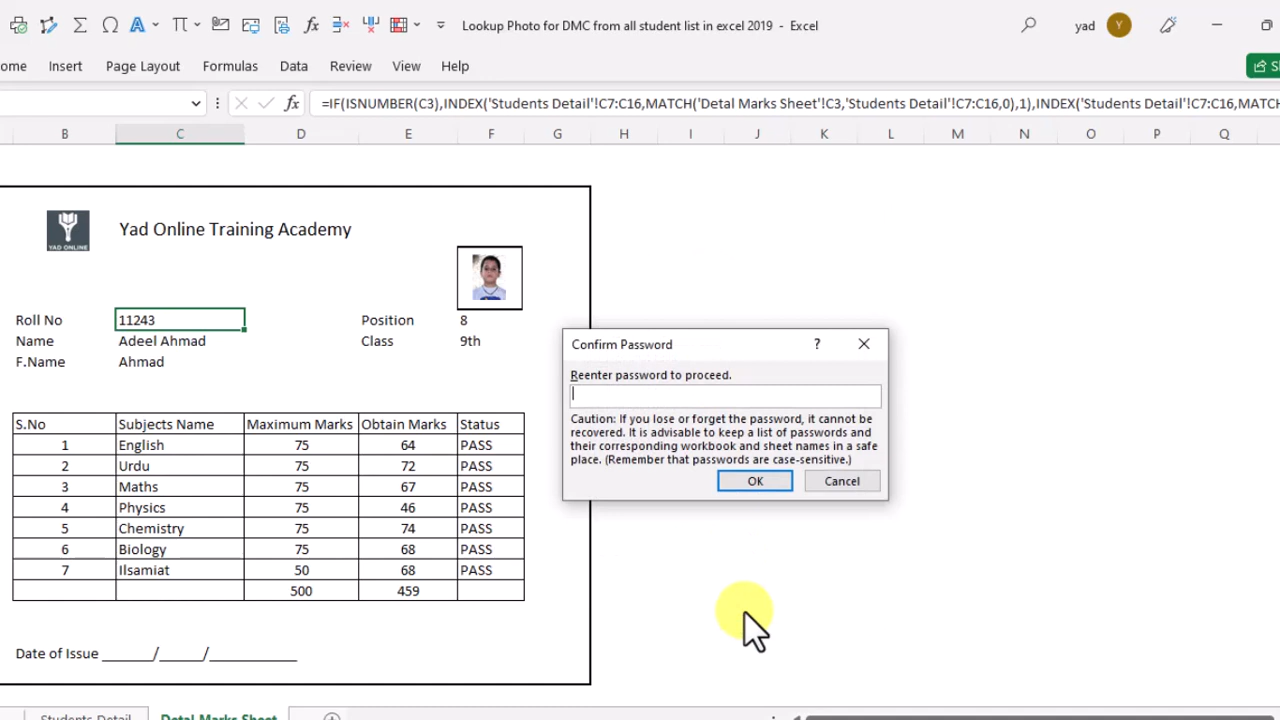 Lookup Photo for DMC from all student list in excel 2019 - Excel
yad
Y
ome Insert Page Layout Formulas Data Review View Help
=IF(ISNUMBER(C3),INDEX('Students Detail'!C7:C16,MATCH('Detal Marks Sheet'!C3,'Students Detail'!C7:C16,0),1),INDEX('Students Detail'!C7:C16,MATCH
B C D E F G H I J K L M N O P Q
YAD ONLINE
Yad Online Training Academy
Roll No 11243 Position 8
Name Adeel Ahmad Class 9th
F.Name Ahmad
S.No Subjects Name Maximum Marks Obtain Marks Status
1 English 75 64 PASS
2 Urdu 75 72 PASS
3 Maths 75 67 PASS
4 Physics 75 46 PASS
5 Chemistry 75 74 PASS
6 Biology 75 68 PASS
7 Ilsamiat 50 68 PASS
500 459
Date of Issue ______/_____/__________
Confirm Password ?
Reenter password to proceed.
Caution: If you lose or forget the password, it cannot be
recovered. It is advisable to keep a list of passwords and
their corresponding workbook and sheet names in a safe
place. (Remember that passwords are case-sensitive.)
OK Cancel
Students Detail Detal Marks Sheet